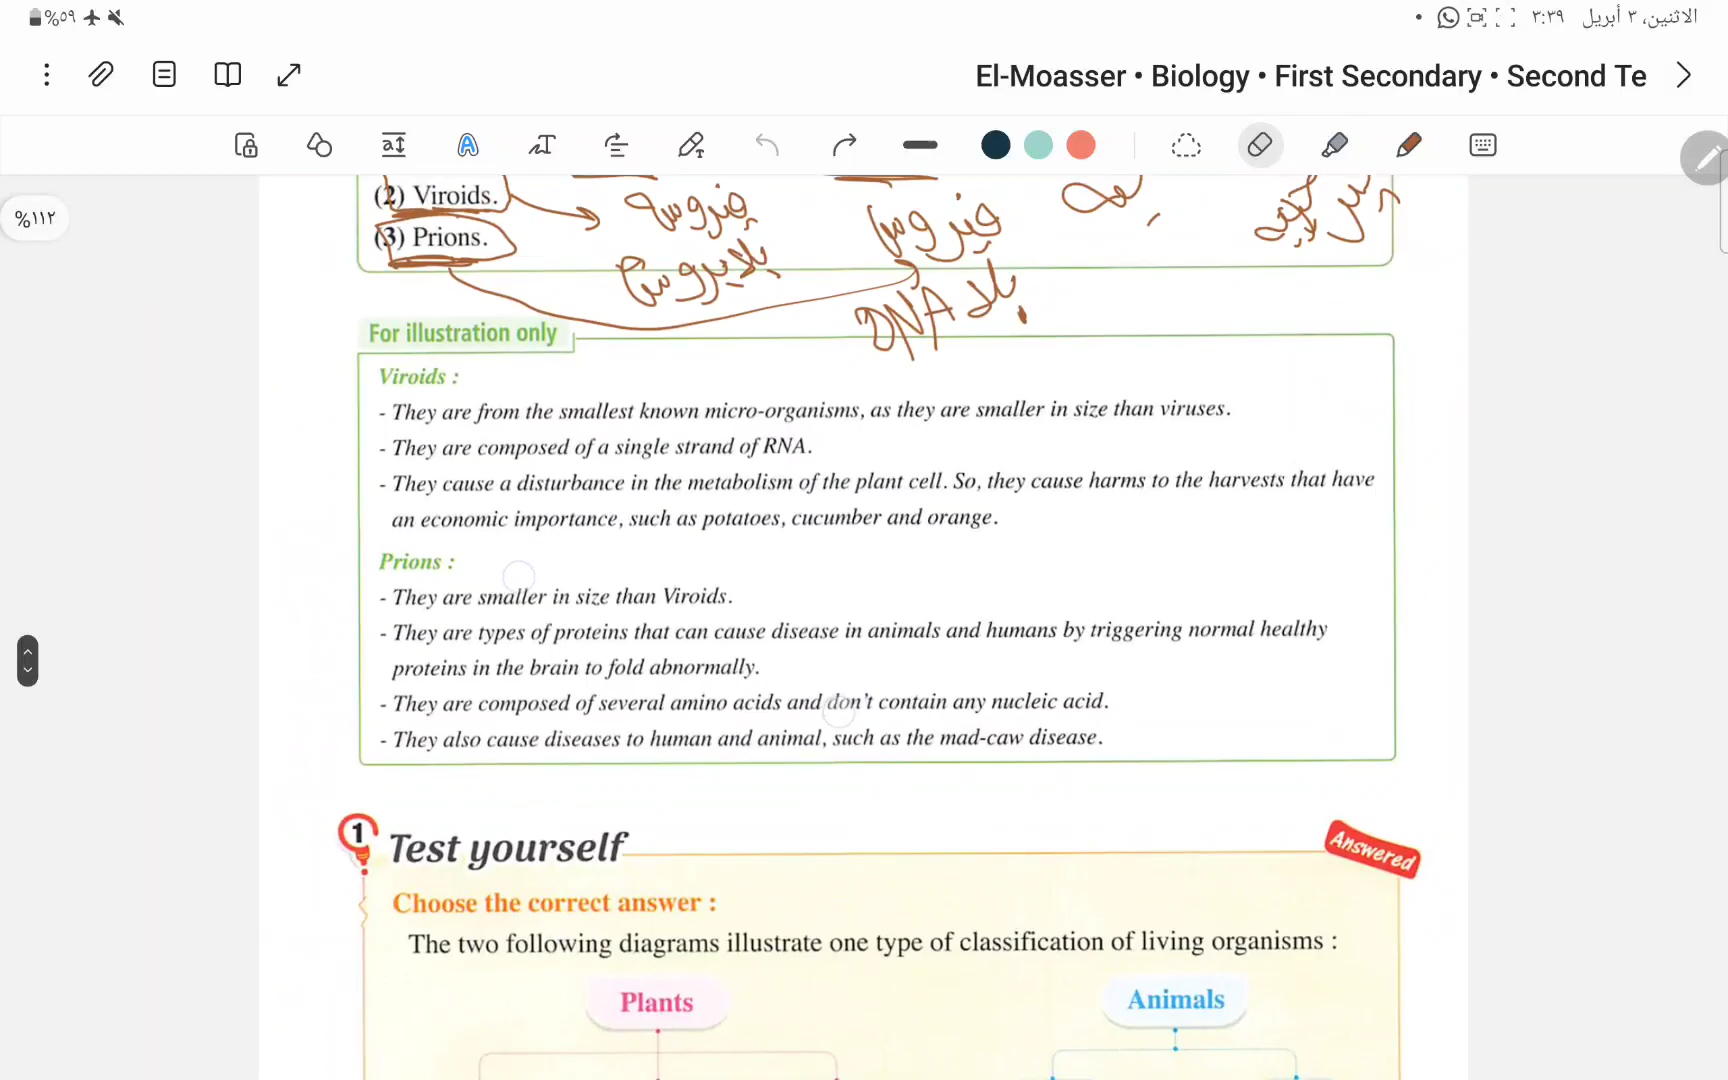 %٥٩
الاثنين، ٣ أبريل ٣:٣٩
El-Moasser • Biology • First Secondary • Second Te
%١١٢
(2) Viroids.
(3) Prions.
بلا DNA
For illustration only
Viroids :
- They are from the smallest known micro-organisms, as they are smaller in size than viruses.
- They are composed of a single strand of RNA.
- They cause a disturbance in the metabolism of the plant cell. So, they cause harms to the harvests that have
an economic importance, such as potatoes, cucumber and orange.
Prions :
- They are smaller in size than Viroids.
- They are types of proteins that can cause disease in animals and humans by triggering normal healthy
proteins in the brain to fold abnormally.
- They are composed of several amino acids and don't contain any nucleic acid.
- They also cause diseases to human and animal, such as the mad-caw disease.
1 Test yourself
Answered
Choose the correct answer :
The two following diagrams illustrate one type of classification of living organisms :
Plants
Animals